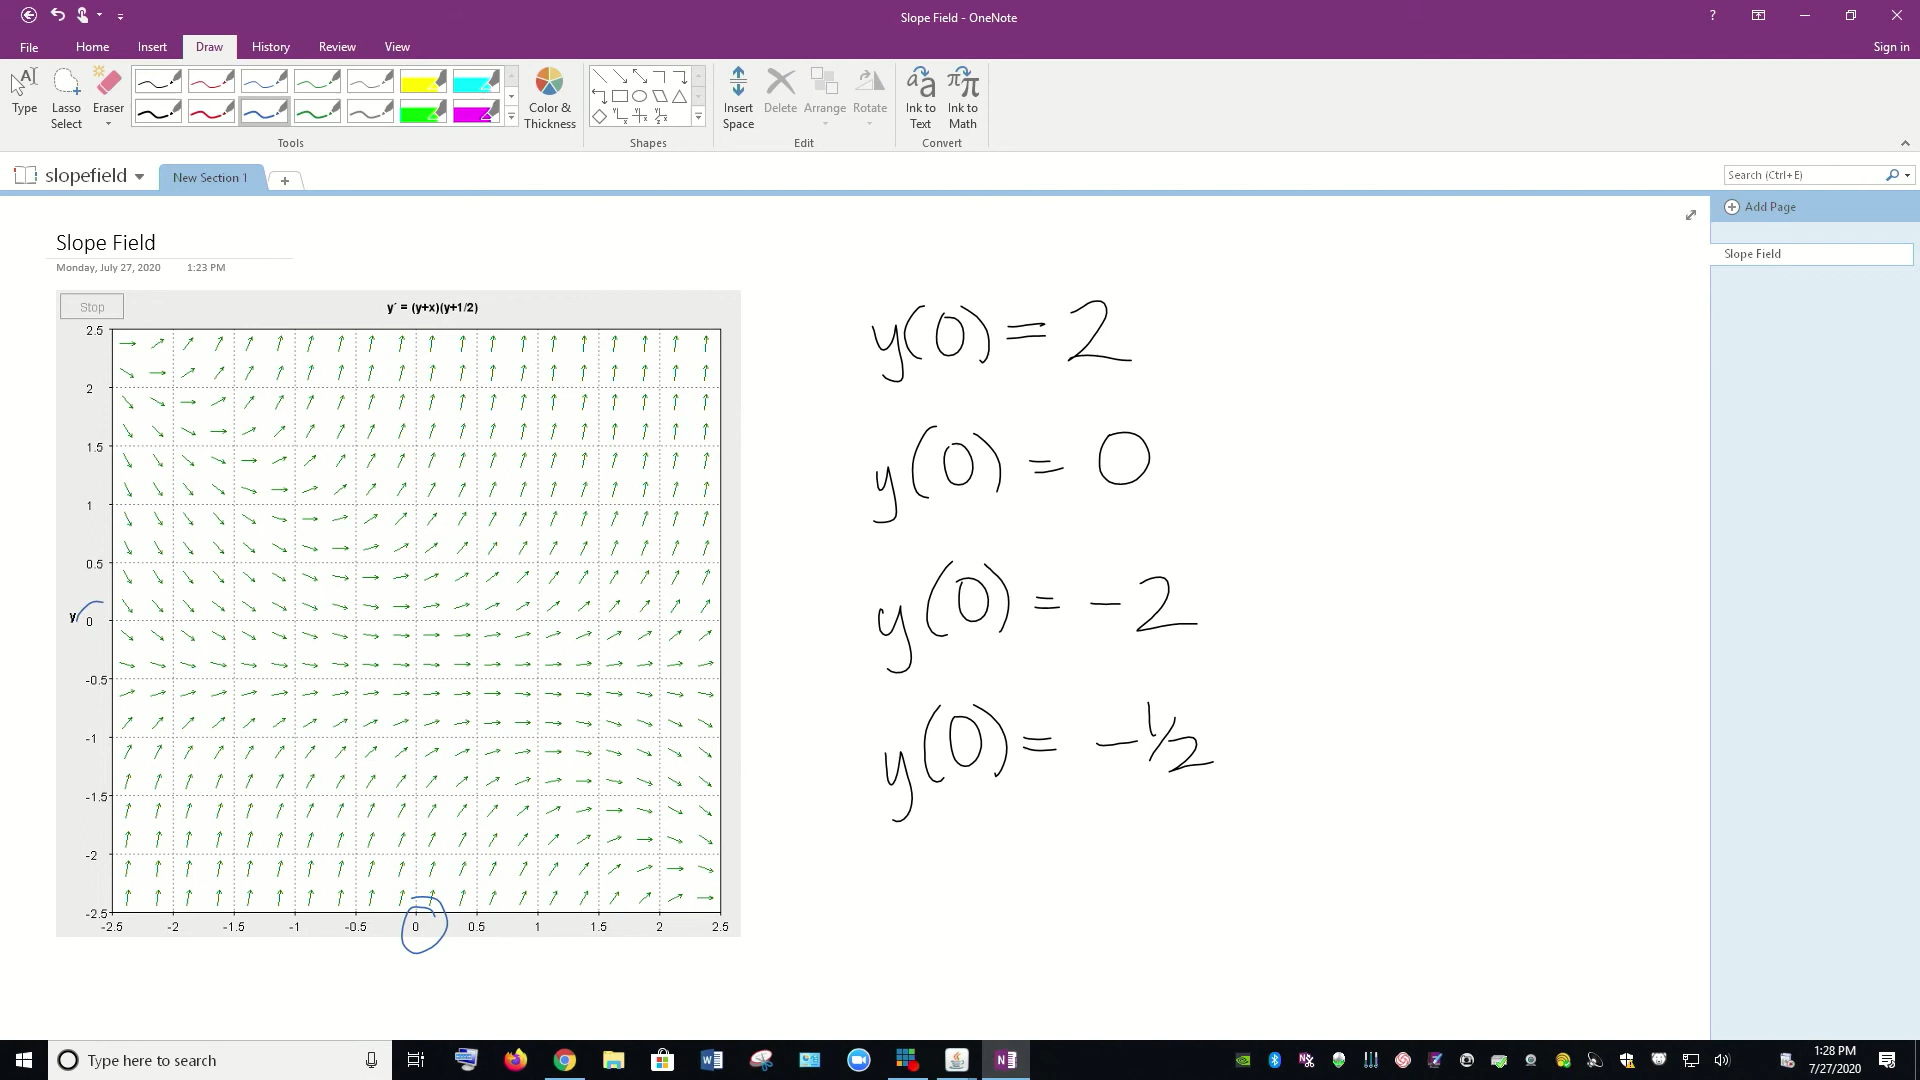 Slope Field - OneNote
?
File Home Insert Draw History Review View Sign in
Type Lasso Select Eraser Color & Thickness Insert Space Delete Arrange Rotate Ink to Text Ink to Math
Tools Shapes Edit Convert
slopefield New Section 1 Search (Ctrl+E)
Add Page
Slope Field
Slope Field
Monday, July 27, 2020 1:23 PM
Stop
y' = (y+x)(y+1/2)
2.5
2
1.5
1
0.5
y 0
-0.5
-1
-1.5
-2
-2.5
-2.5 -2 -1.5 -1 -0.5 0 0.5 1 1.5 2 2.5
y(0) = 2
y(0) = 0
y(0) = -2
y(0) = -1/2
Type here to search
1:28 PM
7/27/2020